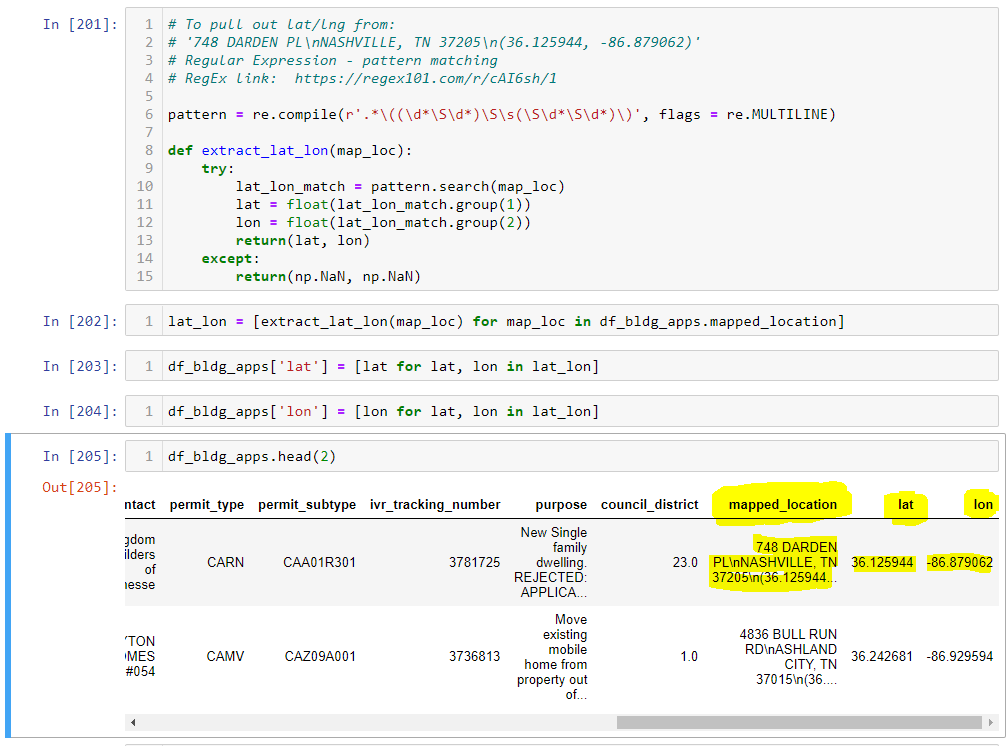 In [201]:
1 # To pull out lat/lng from:
2 # '748 DARDEN PL\nNASHVILLE, TN 37205\n(36.125944, -86.879062)'
3 # Regular Expression - pattern matching
4 # RegEx link:  https://regex101.com/r/cAI6sh/1
5
6 pattern = re.compile(r'.*\((\d*\S\d*)\S\s(\S\d*\S\d*)\)', flags = re.MULTILINE)
7
8 def extract_lat_lon(map_loc):
9     try:
10         lat_lon_match = pattern.search(map_loc)
11         lat = float(lat_lon_match.group(1))
12         lon = float(lat_lon_match.group(2))
13         return(lat, lon)
14     except:
15         return(np.NaN, np.NaN)
In [202]: 1 lat_lon = [extract_lat_lon(map_loc) for map_loc in df_bldg_apps.mapped_location]
In [203]: 1 df_bldg_apps['lat'] = [lat for lat, lon in lat_lon]
In [204]: 1 df_bldg_apps['lon'] = [lon for lat, lon in lat_lon]
In [205]: 1 df_bldg_apps.head(2)
Out[205]:
ntact permit_type permit_subtype ivr_tracking_number purpose council_district mapped_location lat lon
gdom
ilders
of
nesse
CARN CAA01R301 3781725
New Single
family
dwelling.
REJECTED:
APPLICA...
23.0
748 DARDEN
PL\nNASHVILLE, TN
37205\n(36.125944...
36.125944 -86.879062
YTON
OMES
#054
CAMV CAZ09A001 3736813
Move
existing
mobile
home from
property out
of...
1.0
4836 BULL RUN
RD\nASHLAND
CITY, TN
37015\n(36....
36.242681 -86.929594